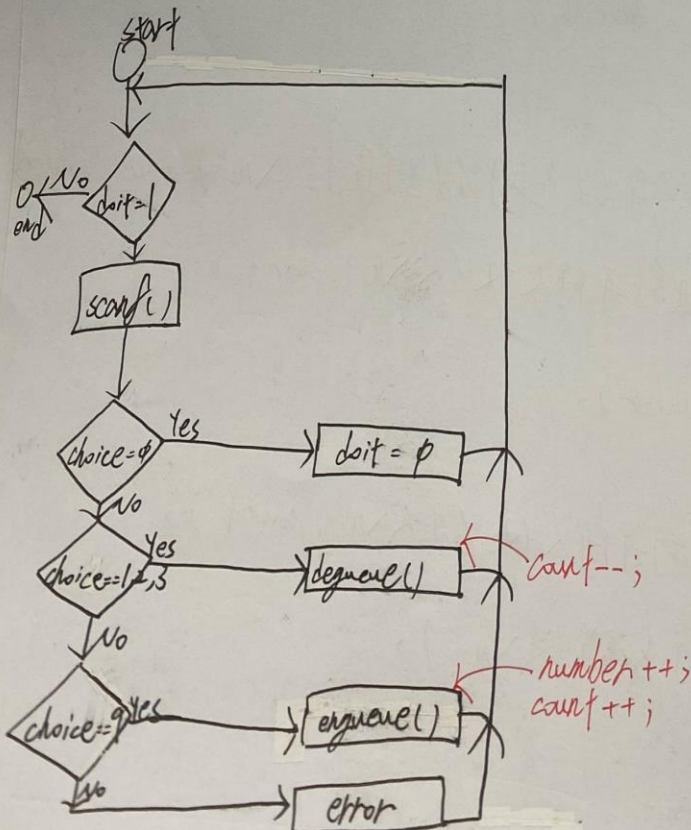 start
No
doit=1
end
scanf()
Yes
choice=φ
doit = φ
No
Yes
choice==1,2,3
dequeue()
count--;
No
number++;
count++;
choice==9
Yes
enqueue()
No
error